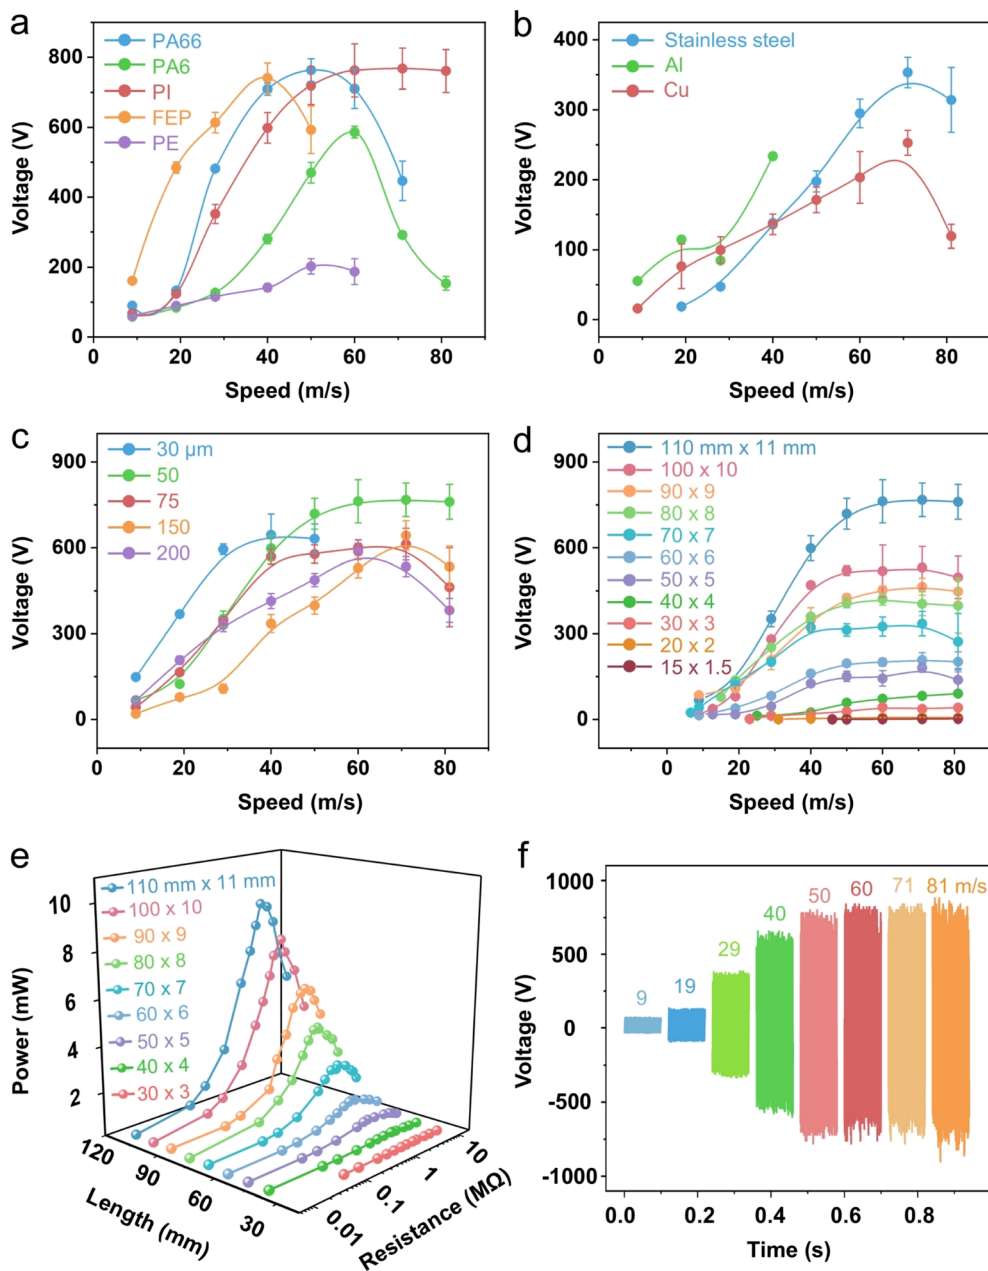 a
PA66
PA6
PI
FEP
PE
800
600
400
200
0
Voltage (V)
0 20 40 60 80
Speed (m/s)
b
Stainless steel
Al
Cu
400
300
200
100
0
Voltage (V)
0 20 40 60 80
Speed (m/s)
c
30 μm
50
75
150
200
900
600
300
0
Voltage (V)
0 20 40 60 80
Speed (m/s)
d
110 mm x 11 mm
100 x 10
90 x 9
80 x 8
70 x 7
60 x 6
50 x 5
40 x 4
30 x 3
20 x 2
15 x 1.5
900
600
300
0
Voltage (V)
0 20 40 60 80
Speed (m/s)
e
110 mm x 11 mm
100 x 10
90 x 9
80 x 8
70 x 7
60 x 6
50 x 5
40 x 4
30 x 3
10
8
6
4
2
Power (mW)
120
90
60
30
Length (mm)
0.01
0.1
1
10
Resistance (MΩ)
f
9
19
29
40
50
60
71
81 m/s
1000
500
0
-500
-1000
Voltage (V)
0.0 0.2 0.4 0.6 0.8
Time (s)